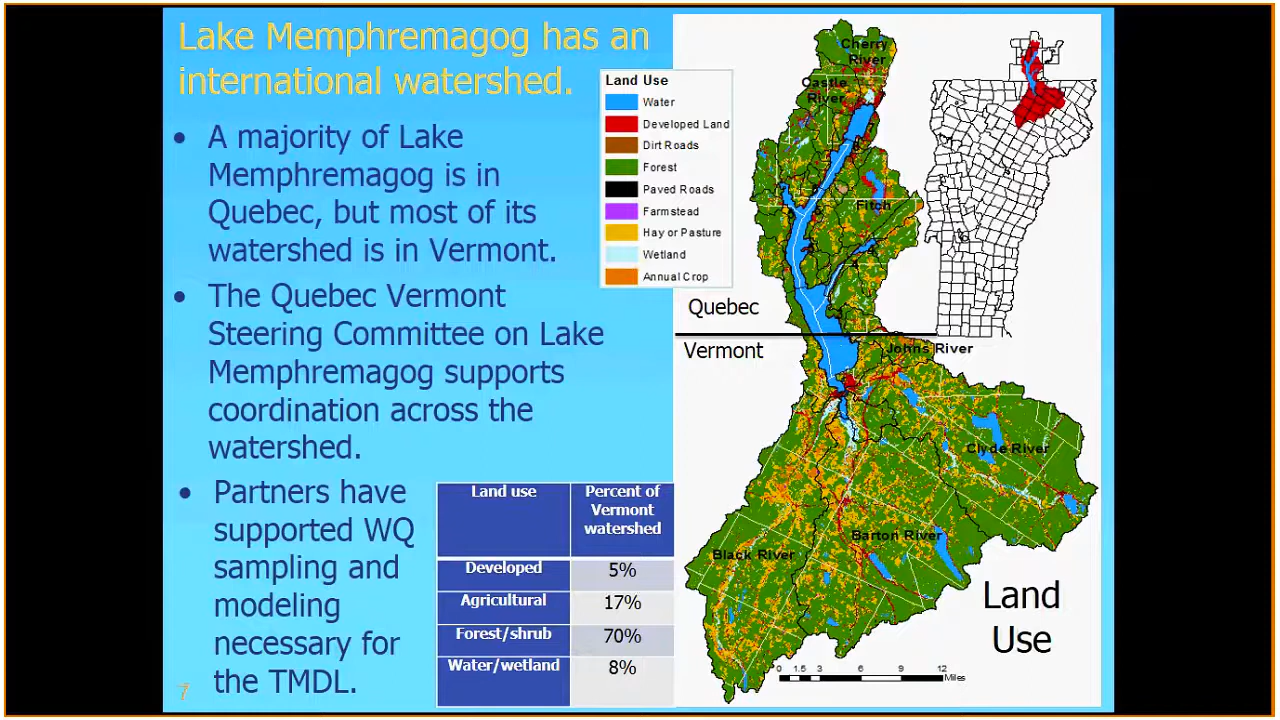 Lake Memphremagog has an
international watershed.
• A majority of Lake
Memphremagog is in
Quebec, but most of its
watershed is in Vermont.
• The Quebec Vermont
Steering Committee on Lake
Memphremagog supports
coordination across the
watershed.
• Partners have
supported WQ
sampling and
modeling
necessary for
the TMDL.
7
Land use Percent of
Vermont
watershed
Developed 5%
Agricultural 17%
Forest/shrub 70%
Water/wetland 8%
Land Use
Water
Developed Land
Dirt Roads
Forest
Paved Roads
Farmstead
Hay or Pasture
Wetland
Annual Crop
Cherry
River
Castle
River
Fitch
Quebec
Vermont
Johns River
Clyde River
Barton River
Black River
Land
Use
0 1.5 3 6 9 12
Miles